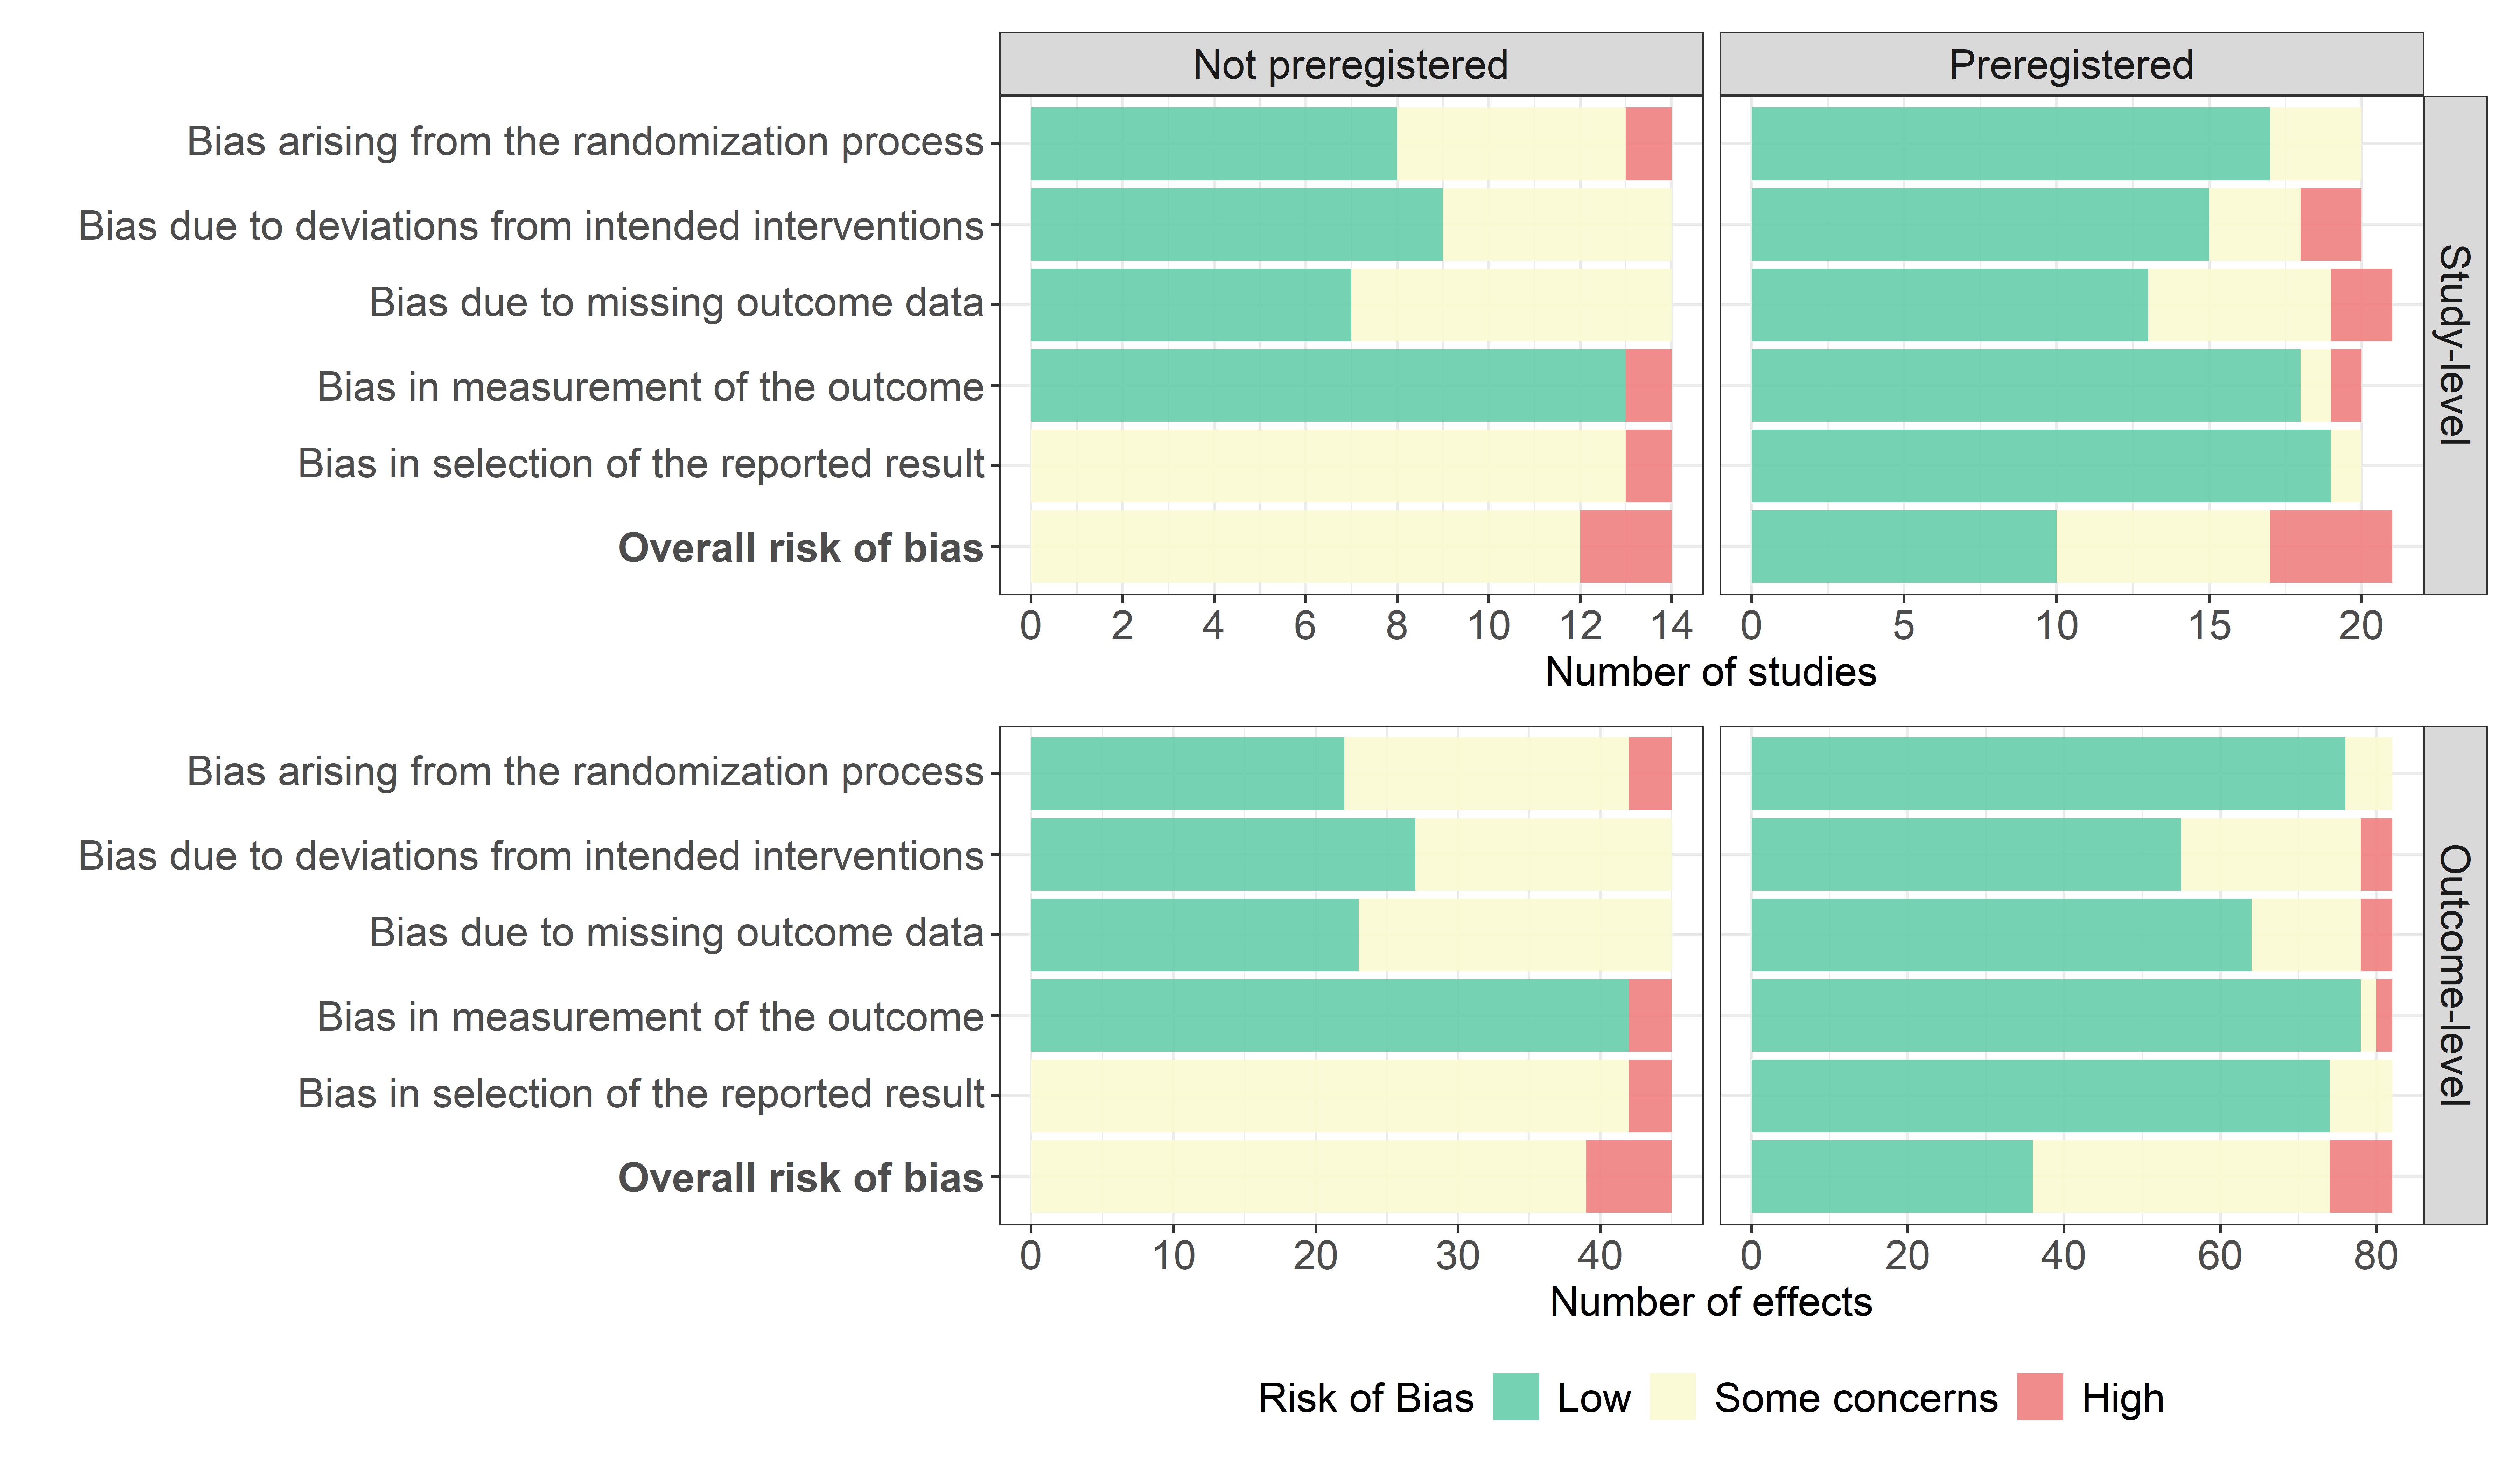 Not preregistered
Preregistered
Bias arising from the randomization process
Bias due to deviations from intended interventions
Bias due to missing outcome data
Bias in measurement of the outcome
Bias in selection of the reported result
Overall risk of bias
Study-level
0 2 4 6 8 10 12 14
0 5 10 15 20
Number of studies
Bias arising from the randomization process
Bias due to deviations from intended interventions
Bias due to missing outcome data
Bias in measurement of the outcome
Bias in selection of the reported result
Overall risk of bias
Outcome-level
0 10 20 30 40
0 20 40 60 80
Number of effects
Risk of Bias Low Some concerns High